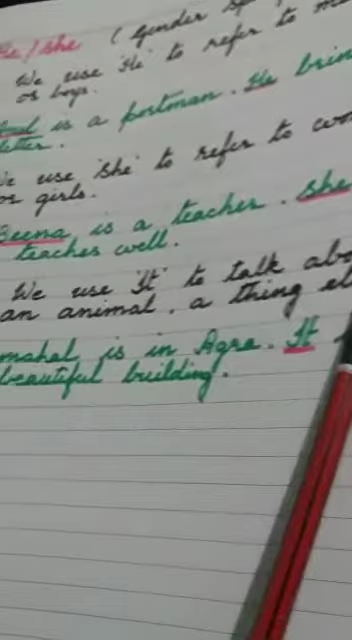 He/She (gender
We use 'He' to refer to
or boys.
is a postman. He
letter.
We use 'She' to refer to
or girls.
Beena is a teacher. She
teaches well.
We use 'It' to talk
an animal, a thing
mahal is in Agra. It
beautiful building.